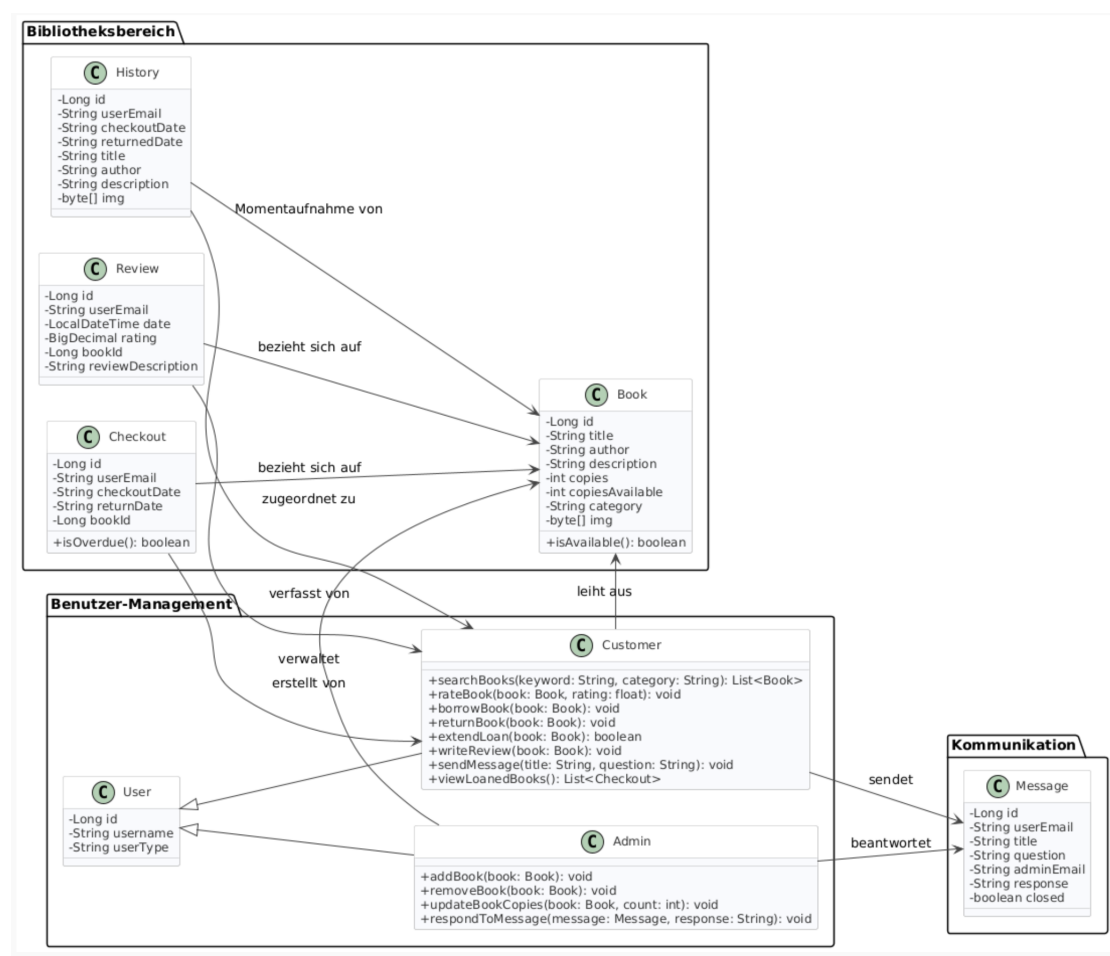 Bibliotheksbereich
C History
-Long id
-String userEmail
-String checkoutDate
-String returnedDate
-String title
-String author
-String description
-byte[] img
Momentaufnahme von
C Review
-Long id
-String userEmail
-LocalDateTime date
-BigDecimal rating
-Long bookId
-String reviewDescription
bezieht sich auf
C Book
-Long id
-String title
-String author
-String description
-int copies
-int copiesAvailable
-String category
-byte[] img
+isAvailable(): boolean
C Checkout
-Long id
-String userEmail
-String checkoutDate
-String returnDate
-Long bookId
+isOverdue(): boolean
bezieht sich auf
zugeordnet zu
leiht aus
verfasst von
Benutzer-Management
verwaltet
erstellt von
C Customer
+searchBooks(keyword: String, category: String): List<Book>
+rateBook(book: Book, rating: float): void
+borrowBook(book: Book): void
+returnBook(book: Book): void
+extendLoan(book: Book): boolean
+writeReview(book: Book): void
+sendMessage(title: String, question: String): void
+viewLoanedBooks(): List<Checkout>
C User
-Long id
-String username
-String userType
C Admin
+addBook(book: Book): void
+removeBook(book: Book): void
+updateBookCopies(book: Book, count: int): void
+respondToMessage(message: Message, response: String): void
sendet
beantwortet
Kommunikation
C Message
-Long id
-String userEmail
-String title
-String question
-String adminEmail
-String response
-boolean closed